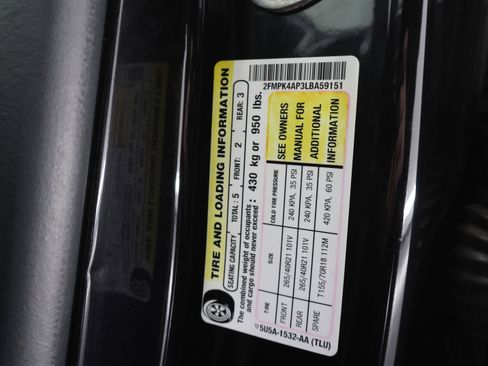 2FMPK4AP3LBA59151
TIRE AND LOADING INFORMATION
SEATING CAPACITY TOTAL: 5 FRONT: 2 REAR: 3
The combined weight of occupants and cargo should never exceed : 430 kg or 950 lbs.
TIRE SIZE COLD TIRE PRESSURE
FRONT 265/40R21 101V 240 KPA, 35 PSI
REAR 265/40R21 101V 240 KPA, 35 PSI
SPARE T155/70R18 112M 420 KPA, 60 PSI
SEE OWNERS
MANUAL FOR
ADDITIONAL
INFORMATION
5U5A-1532-AA (TLU)